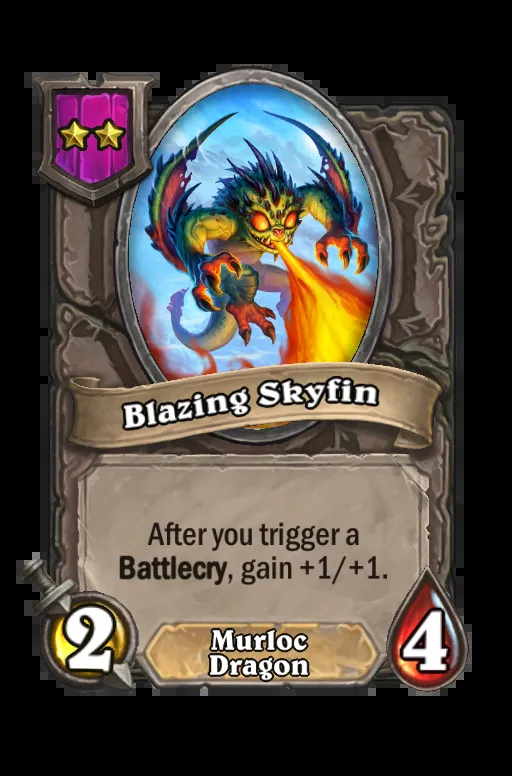 Blazing Skyfin
After you trigger a
Battlecry, gain +1/+1.
2
Murloc
Dragon
4